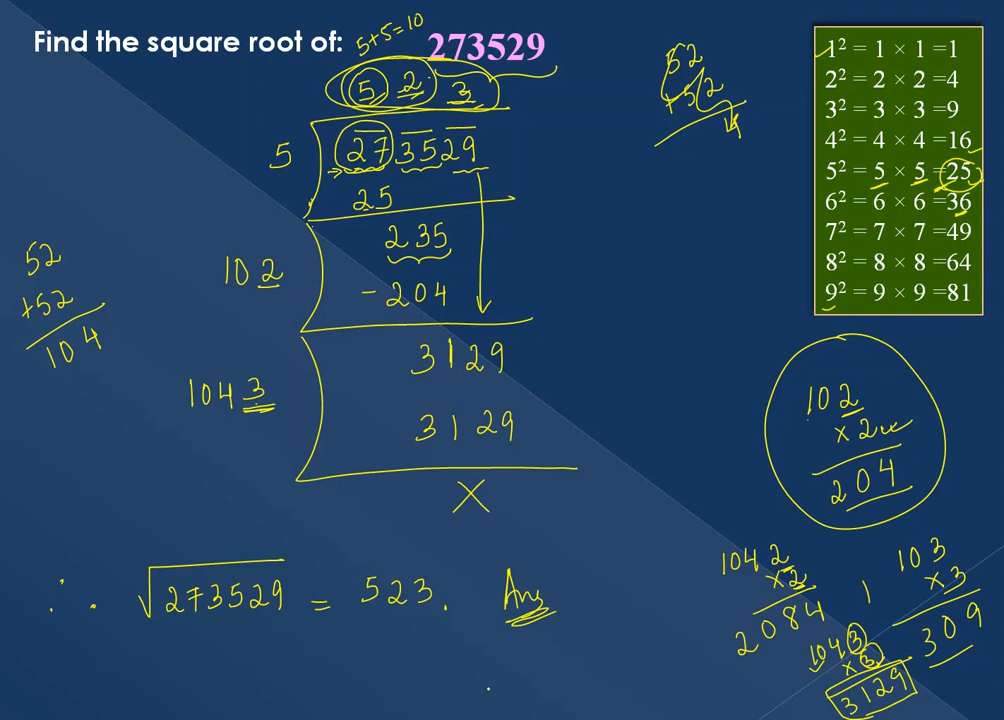 Find the square root of: 273529
5+5=10
5 2 3
5 27 35 29
25
235
102
-204
3129
1043
3129
X
∴ √273529 = 523. Ans
52
+52
104
52
+52
4
1² = 1 × 1 =1
2² = 2 × 2 =4
3² = 3 × 3 =9
4² = 4 × 4 =16
5² = 5 × 5 =25
6² = 6 × 6 =36
7² = 7 × 7 =49
8² = 8 × 8 =64
9² = 9 × 9 =81
102
×2
204
1042
×2
2084
103
×3
309
1043
×3
3129